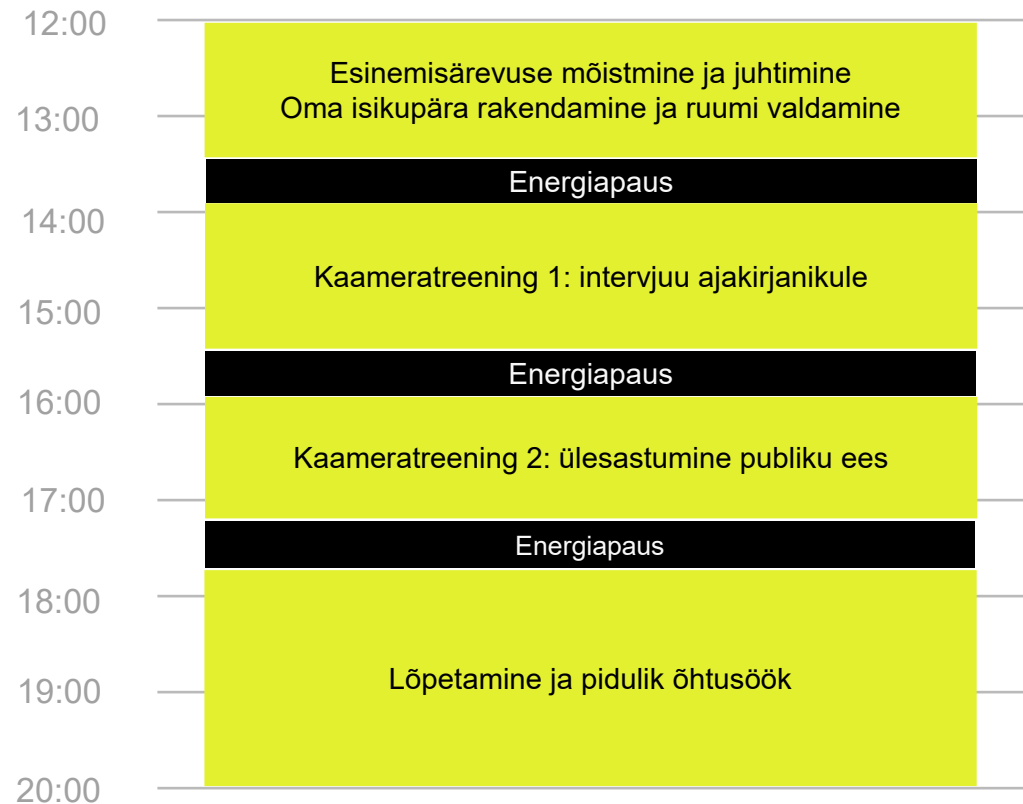 12:00
Esinemisärevuse mõistmine ja juhtimine
Oma isikupära rakendamine ja ruumi valdamine
13:00
Energiapaus
14:00
Kaameratreening 1: intervjuu ajakirjanikule
15:00
Energiapaus
16:00
Kaameratreening 2: ülesastumine publiku ees
17:00
Energiapaus
18:00
Lõpetamine ja pidulik õhtusöök
19:00
20:00